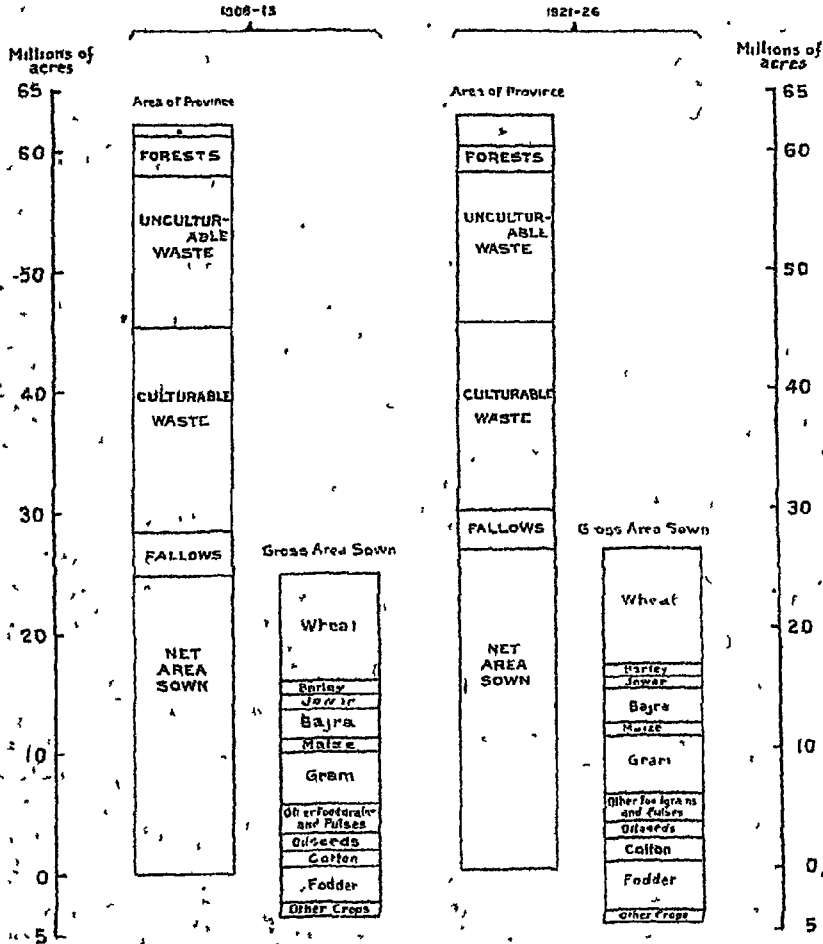 1908-13
1921-26
Millions of
acres
Millions of
acres
Area of Province
Area of Province
65
60
50
40
30
20
10
0
5
FORESTS
UNCULTUR-
ABLE
WASTE
CULTURABLE
WASTE
FALLOWS
NET
AREA
SOWN
Gross Area Sown
Wheat
Barley
Jowar
Bajra
Maize
Gram
Other Foodgrains
and Pulses
Oilseeds
Cotton
Fodder
Other Crops
FORESTS
UNCULTUR-
ABLE
WASTE
CULTURABLE
WASTE
FALLOWS
NET
AREA
SOWN
Gross Area Sown
Wheat
Barley
Jowar
Bajra
Maize
Gram
Other Foodgrains
and Pulses
Oilseeds
Cotton
Fodder
Other Crops
65
60
50
40
30
20
10
0
5